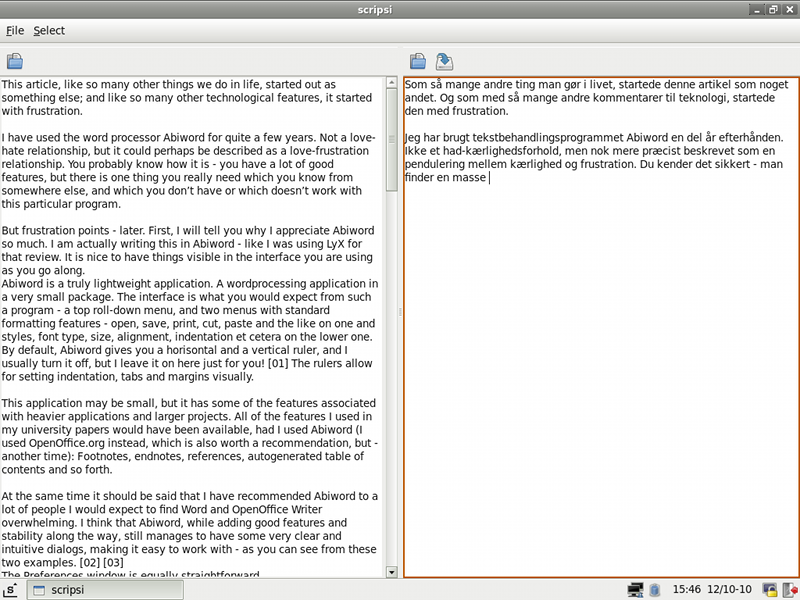 scripsi
File Select
This article, like so many other things we do in life, started out as
something else; and like so many other technological features, it started
with frustration.
I have used the word processor Abiword for quite a few years. Not a love-
hate relationship, but it could perhaps be described as a love-frustration
relationship. You probably know how it is - you have a lot of good
features, but there is one thing you really need which you know from
somewhere else, and which you don't have or which doesn't work with
this particular program.
But frustration points - later. First, I will tell you why I appreciate Abiword
so much. I am actually writing this in Abiword - like I was using LyX for
that review. It is nice to have things visible in the interface you are using
as you go along.
Abiword is a truly lightweight application. A wordprocessing application in
a very small package. The interface is what you would expect from such
a program - a top roll-down menu, and two menus with standard
formatting features - open, save, print, cut, paste and the like on one and
styles, font type, size, alignment, indentation et cetera on the lower one.
By default, Abiword gives you a horisontal and a vertical ruler, and I
usually turn it off, but I leave it on here just for you! [01] The rulers allow
for setting indentation, tabs and margins visually.
This application may be small, but it has some of the features associated
with heavier applications and larger projects. All of the features I used in
my university papers would have been available, had I used Abiword (I
used OpenOffice.org instead, which is also worth a recommendation, but -
another time): Footnotes, endnotes, references, autogenerated table of
contents and so forth.
At the same time it should be said that I have recommended Abiword to a
lot of people I would expect to find Word and OpenOffice Writer
overwhelming. I think that Abiword, while adding good features and
stability along the way, still manages to have some very clear and
intuitive dialogs, making it easy to work with - as you can see from these
two examples. [02] [03]
The Preferences window is equally straightforward
Som så mange andre ting man gør i livet, startede denne artikel som noget
andet. Og som med så mange andre kommentarer til teknologi, startede
den med frustration.
Jeg har brugt tekstbehandlingsprogrammet Abiword en del år efterhånden.
Ikke et had-kærlighedsforhold, men nok mere præcist beskrevet som en
pendulering mellem kærlighed og frustration. Du kender det sikkert - man
finder en masse
scripsi
15:46 12/10-10